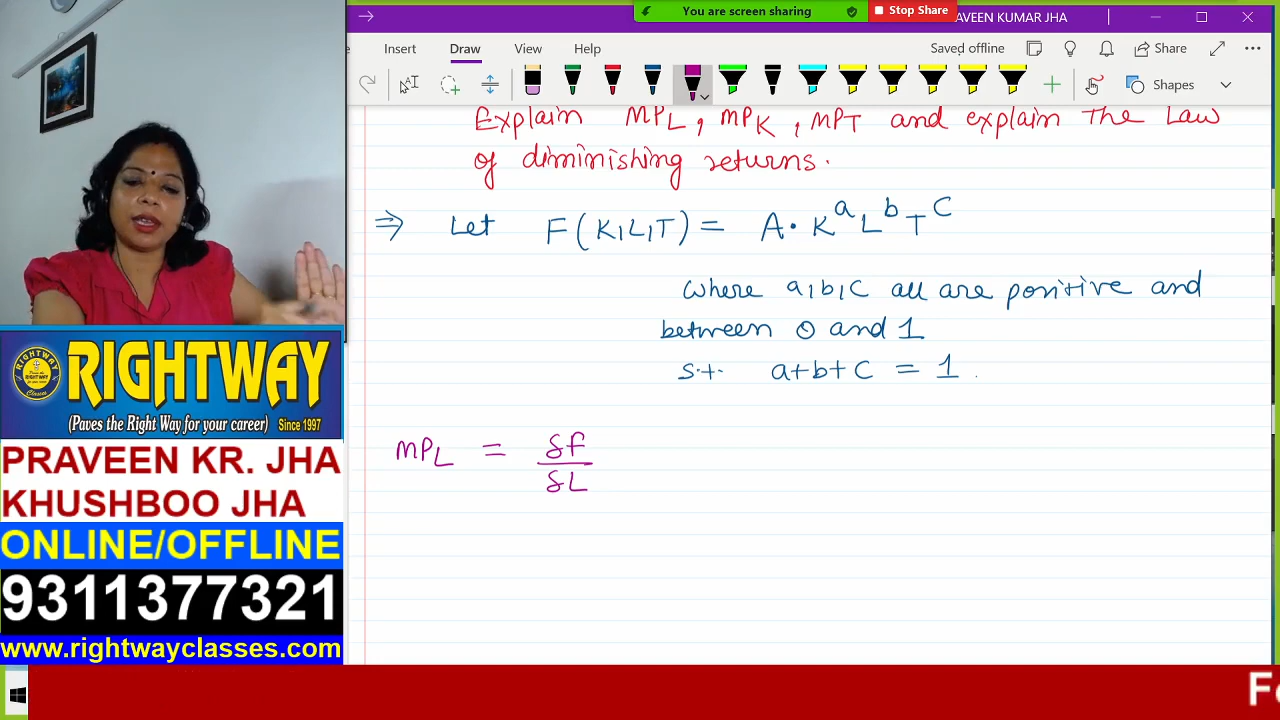 You are screen sharing
Stop Share
AVEEN KUMAR JHA
Insert Draw View Help
Saved offline
Share
Shapes
Explain MPL, MPK, MPT and explain the Law
of diminishing returns.
⇒ Let F(K,L,T) = A·K^a L^b T^c
where a,b,c all are positive and
between 0 and 1
s.t. a+b+c = 1.
MPL = δF
δL
RIGHTWAY
(Paves the Right Way for your career) Since 1997
PRAVEEN KR. JHA
KHUSHBOO JHA
ONLINE/OFFLINE
9311377321
www.rightwayclasses.com